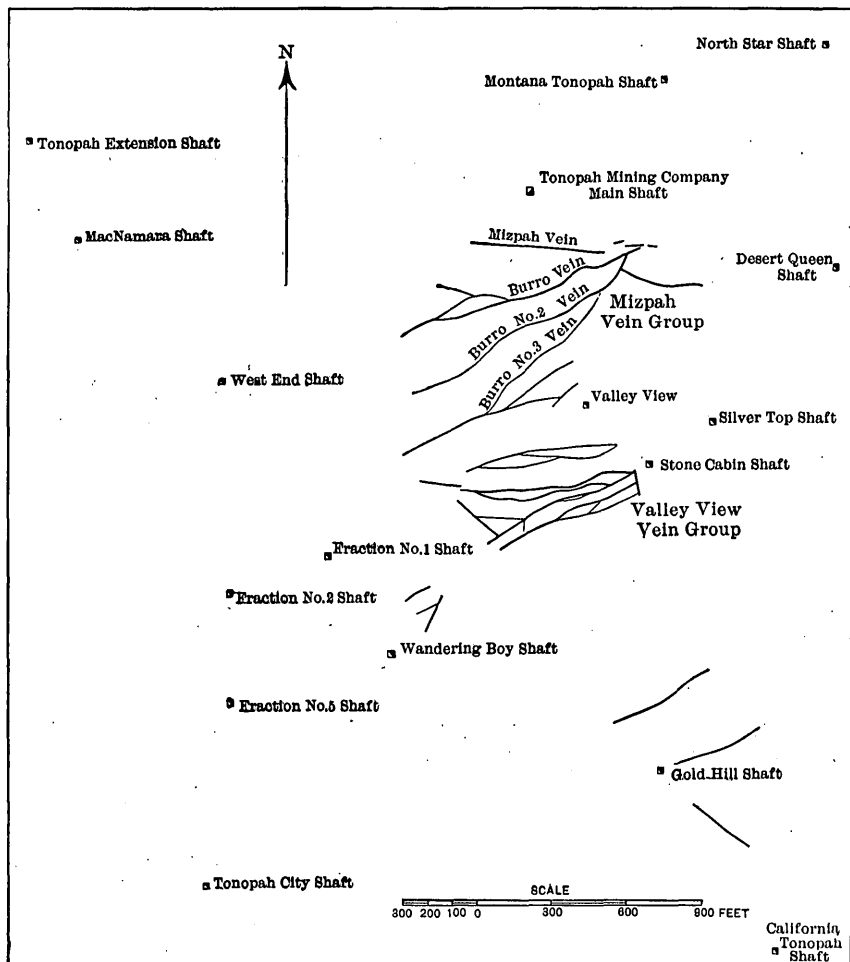 North Star Shaft
N
Montana Tonopah Shaft
Tonopah Extension Shaft
Tonopah Mining Company
Main Shaft
MacNamara Shaft
Mizpah Vein
Desert Queen
Shaft
Burro Vein
Burro No.2 Vein
Mizpah
Vein Group
Burro No.3 Vein
West End Shaft
Valley View
Silver Top Shaft
Stone Cabin Shaft
Valley View
Vein Group
Fraction No.1 Shaft
Fraction No.2 Shaft
Wandering Boy Shaft
Fraction No.5 Shaft
Gold Hill Shaft
Tonopah City Shaft
SCALE
300 200 100 0 300 600 900 FEET
California
Tonopah
Shaft